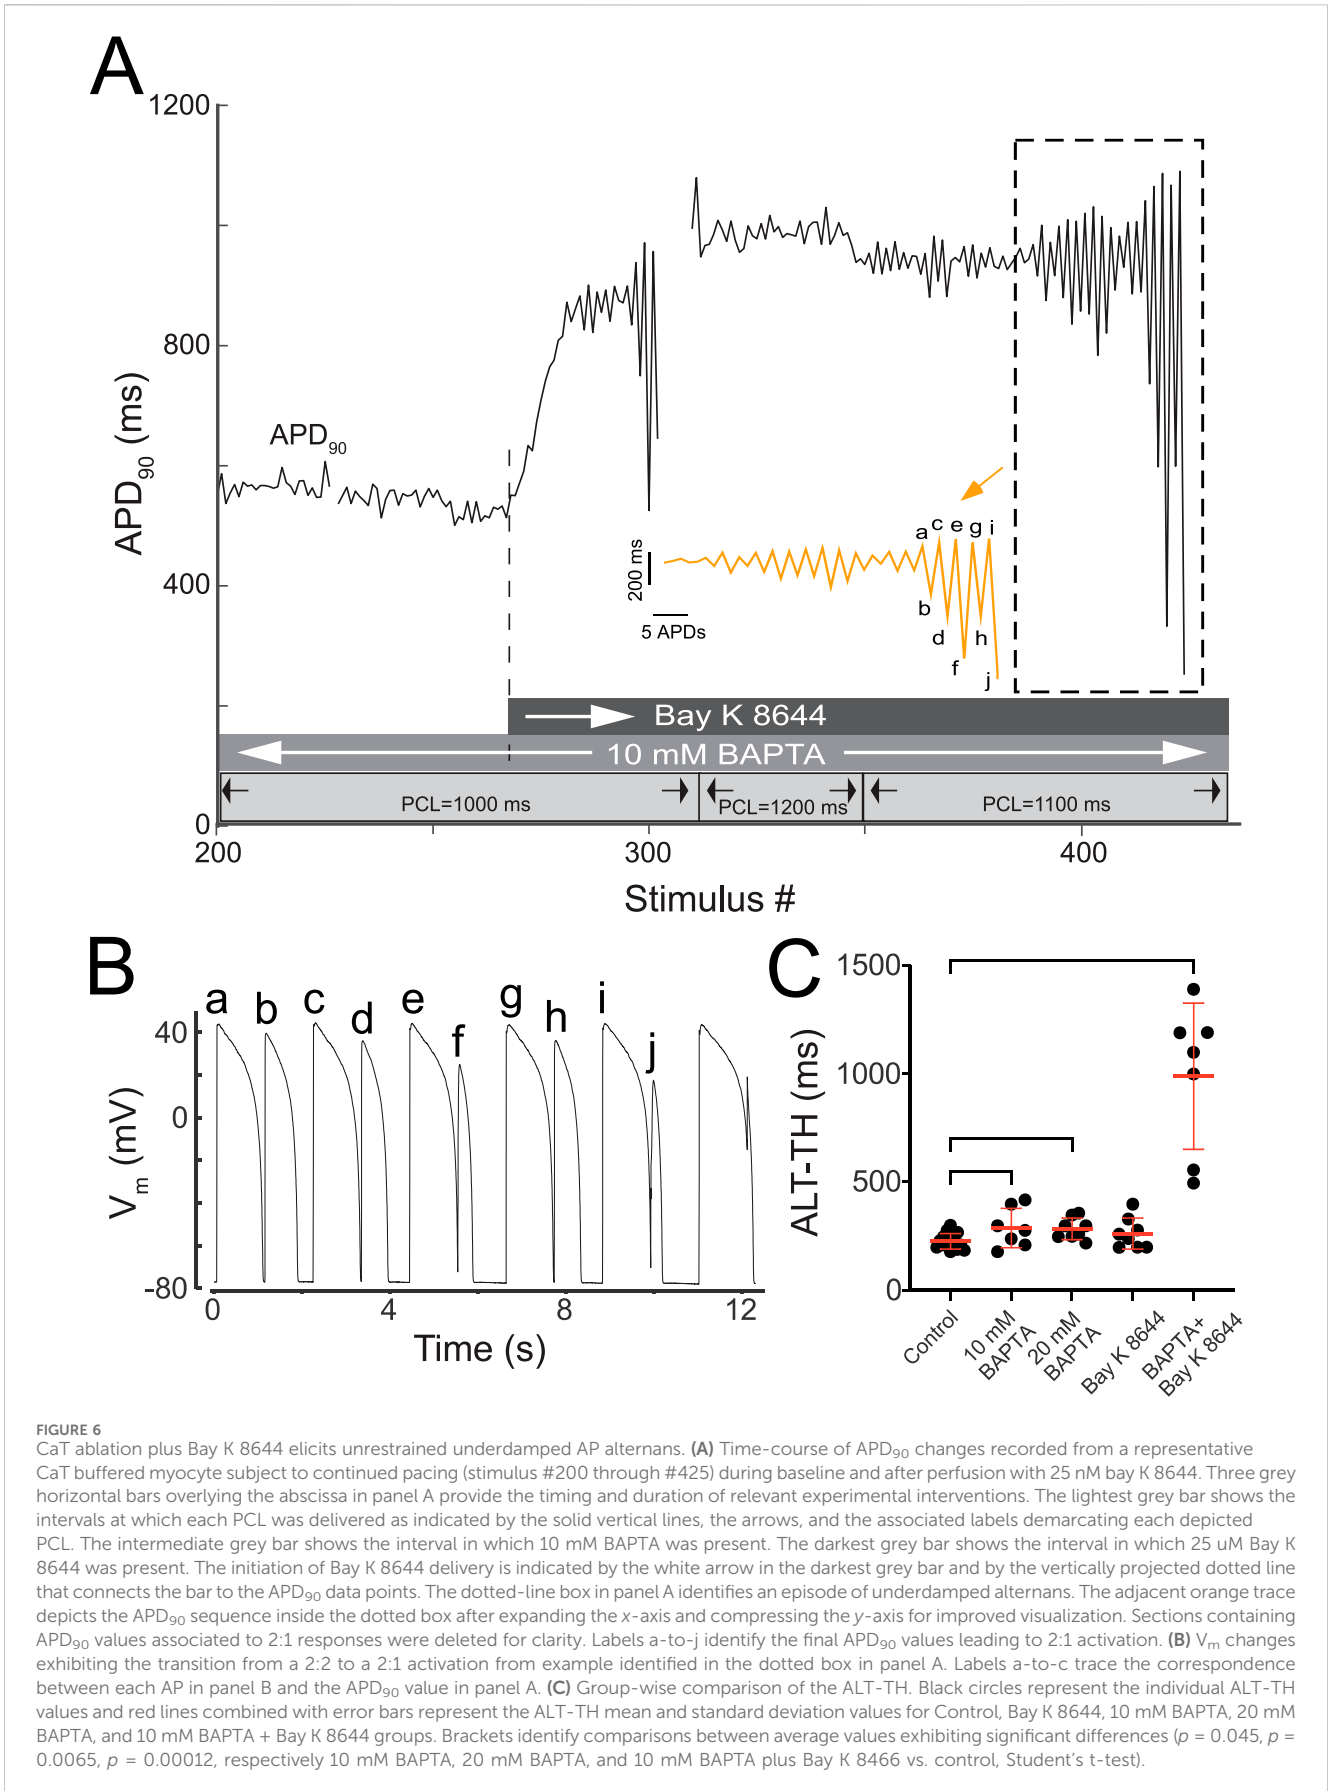 A
1200
800
400
0
APD90 (ms)
APD90
200 ms
5 APDs
a
c
e
g
i
b
d
f
h
j
Bay K 8644
10 mM BAPTA
PCL=1000 ms
PCL=1200 ms
PCL=1100 ms
200
300
400
Stimulus #
B
a
b
c
d
e
f
g
h
i
j
40
0
-80
Vm (mV)
0
4
8
12
Time (s)
C
1500
1000
500
0
ALT-TH (ms)
Control
10 mM
BAPTA
20 mM
BAPTA
Bay K 8644
BAPTA+
Bay K 8644
FIGURE 6
CaT ablation plus Bay K 8644 elicits unrestrained underdamped AP alternans. (A) Time-course of APD90 changes recorded from a representative
CaT buffered myocyte subject to continued pacing (stimulus #200 through #425) during baseline and after perfusion with 25 nM bay K 8644. Three grey
horizontal bars overlying the abscissa in panel A provide the timing and duration of relevant experimental interventions. The lightest grey bar shows the
intervals at which each PCL was delivered as indicated by the solid vertical lines, the arrows, and the associated labels demarcating each depicted
PCL. The intermediate grey bar shows the interval in which 10 mM BAPTA was present. The darkest grey bar shows the interval in which 25 uM Bay K
8644 was present. The initiation of Bay K 8644 delivery is indicated by the white arrow in the darkest grey bar and by the vertically projected dotted line
that connects the bar to the APD90 data points. The dotted-line box in panel A identifies an episode of underdamped alternans. The adjacent orange trace
depicts the APD90 sequence inside the dotted box after expanding the x-axis and compressing the y-axis for improved visualization. Sections containing
APD90 values associated to 2:1 responses were deleted for clarity. Labels a-to-j identify the final APD90 values leading to 2:1 activation. (B) Vm changes
exhibiting the transition from a 2:2 to a 2:1 activation from example identified in the dotted box in panel A. Labels a-to-c trace the correspondence
between each AP in panel B and the APD90 value in panel A. (C) Group-wise comparison of the ALT-TH. Black circles represent the individual ALT-TH
values and red lines combined with error bars represent the ALT-TH mean and standard deviation values for Control, Bay K 8644, 10 mM BAPTA, 20 mM
BAPTA, and 10 mM BAPTA + Bay K 8644 groups. Brackets identify comparisons between average values exhibiting significant differences (p = 0.045, p =
0.0065, p = 0.00012, respectively 10 mM BAPTA, 20 mM BAPTA, and 10 mM BAPTA plus Bay K 8466 vs. control, Student's t-test).